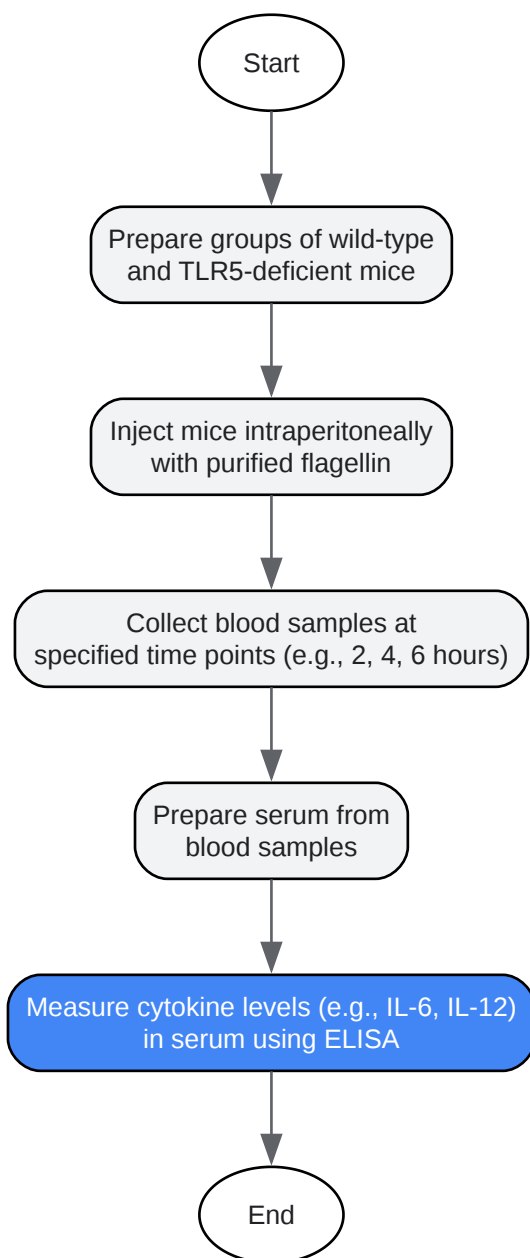 Start
Prepare groups of wild-type
and TLR5-deficient mice
Inject mice intraperitoneally
with purified flagellin
Collect blood samples at
specified time points (e.g., 2, 4, 6 hours)
Prepare serum from
blood samples
Measure cytokine levels (e.g., IL-6, IL-12)
in serum using ELISA
End